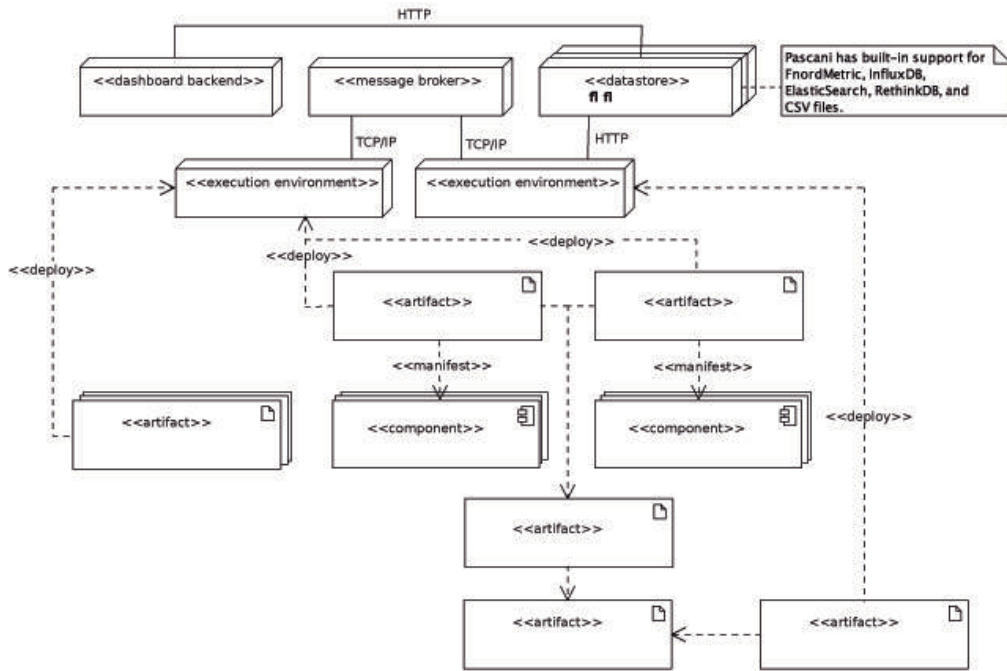 HTTP
<<dashboard backend>>
<<message broker>>
<<datastore>>
fl fl
Pascani has built-in support for
FnordMetric, InfluxDB,
ElasticSearch, RethinkDB, and
CSV files.
TCP/IP
TCP/IP
HTTP
<<execution environment>>
<<execution environment>>
<<deploy>>
<<deploy>>
<<deploy>>
<<artifact>>
<<artifact>>
<<manifest>>
<<manifest>>
<<artifact>>
<<component>>
<<component>>
<<deploy>>
<<artifact>>
<<artifact>>
<<artifact>>